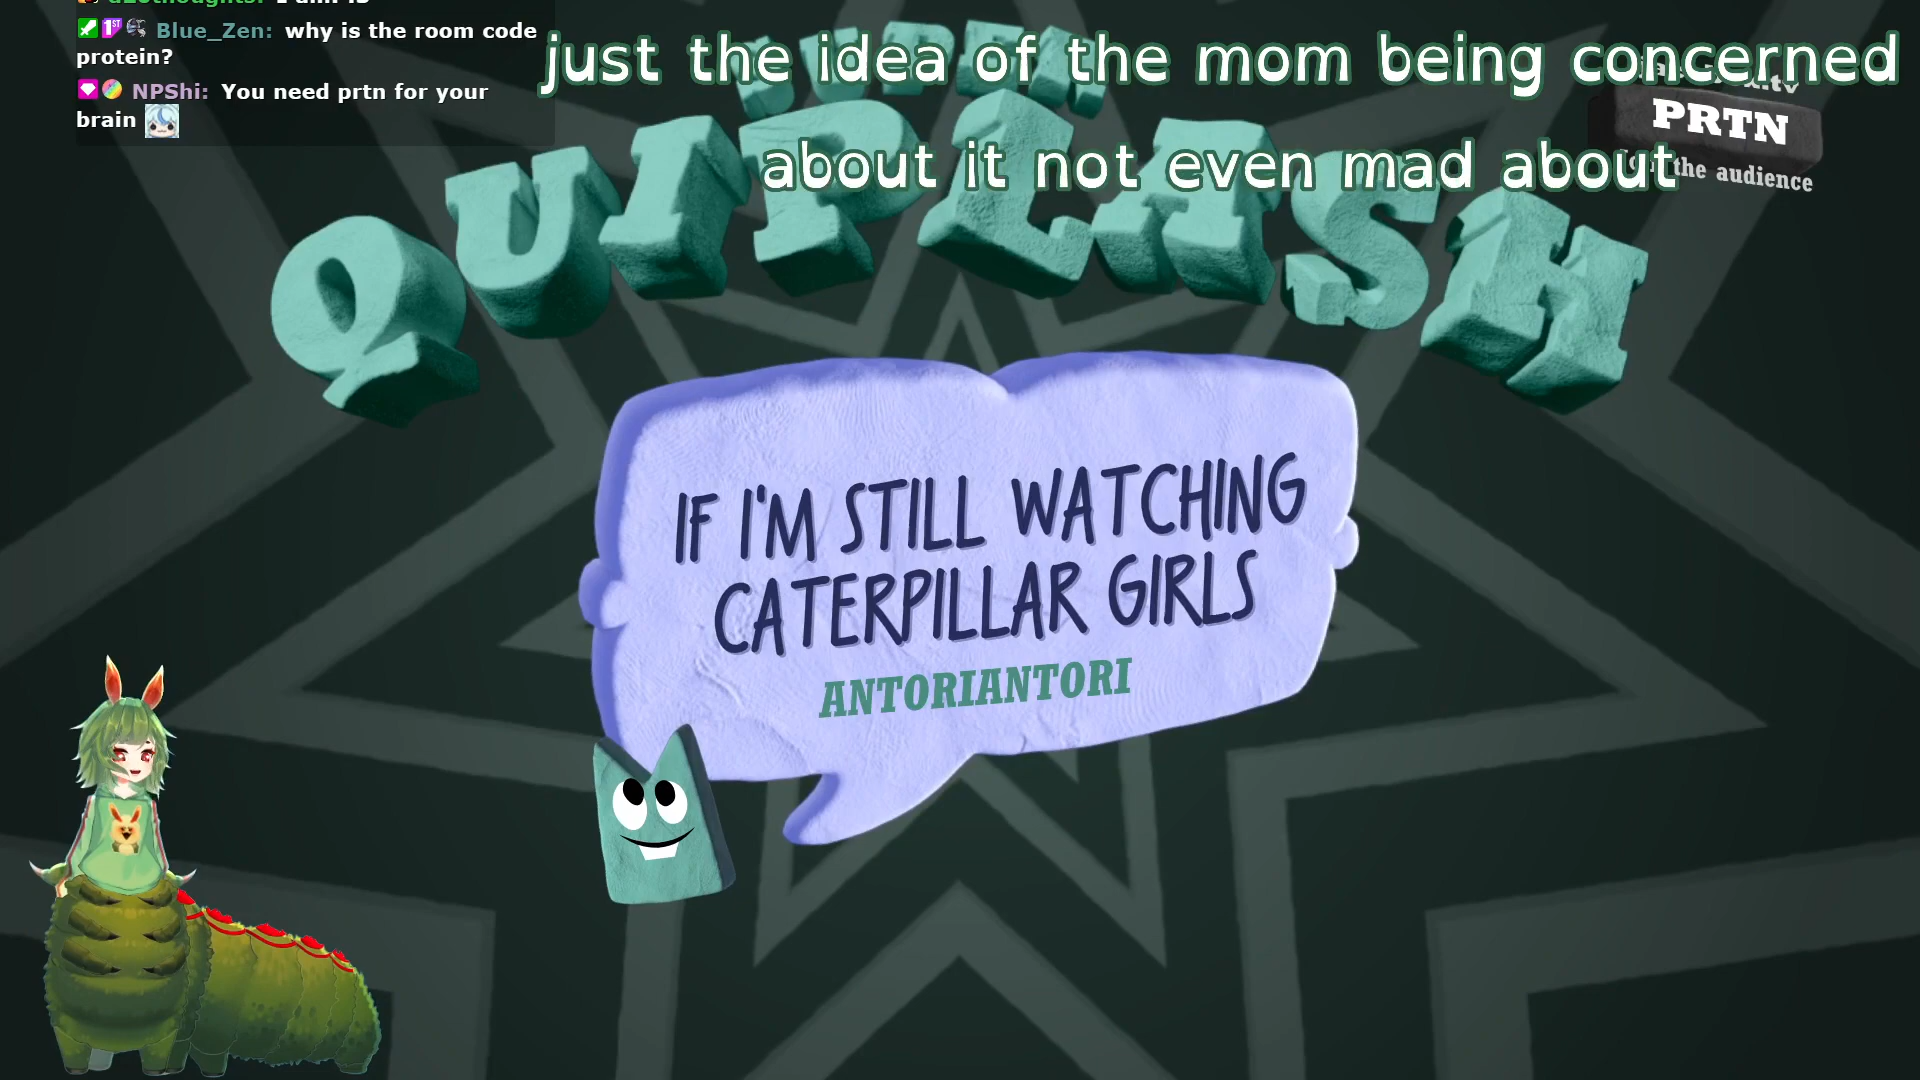 Blue_Zen: why is the room code
protein?
NPShi: You need prtn for your
brain
just the idea of the mom being concerned
about it not even mad about
SUPER
QUIPLASH
PRTN
the audience
IF I'M STILL WATCHING
CATERPILLAR GIRLS
ANTORIANTORI